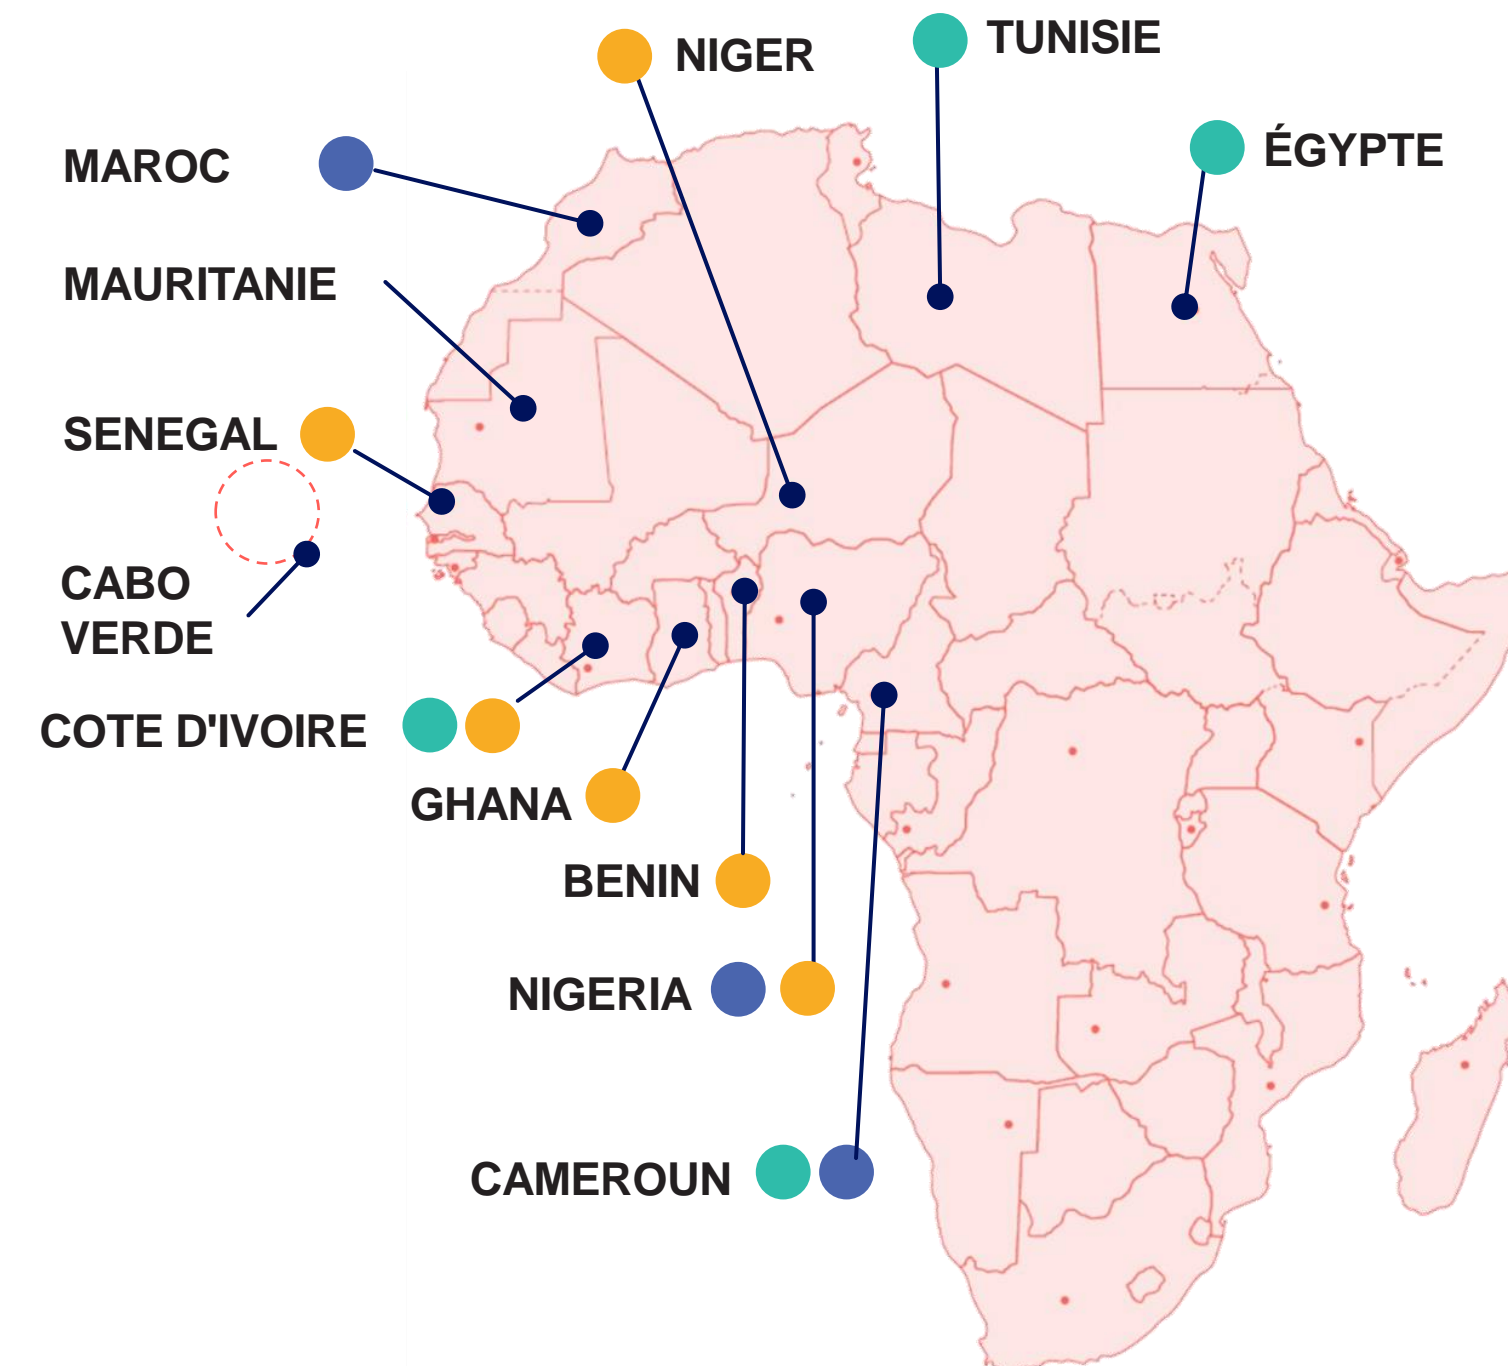 NIGER
TUNISIE
ÉGYPTE
MAROC
MAURITANIE
SENEGAL
CABO
VERDE
COTE D'IVOIRE
GHANA
BENIN
NIGERIA
CAMEROUN